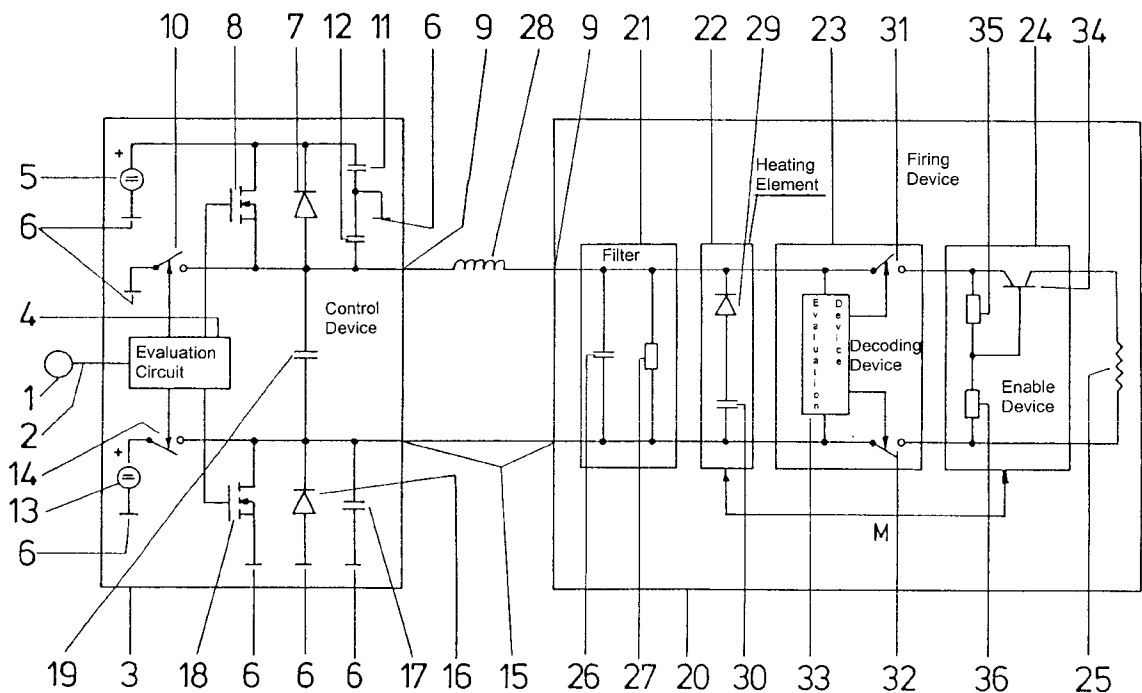 10 8 7 12 11 6 9 28 9 21 22 29 23 31 35 24 34
+
5
6
4
1
2
14
+
13
6
Evaluation
Circuit
Control
Device
Filter
Heating
Element
Firing
Device
Evaluation
Device
Decoding
Device
Enable
Device
M
19 3 18 6 6 6 17 16 15 26 27 20 30 33 32 36 25